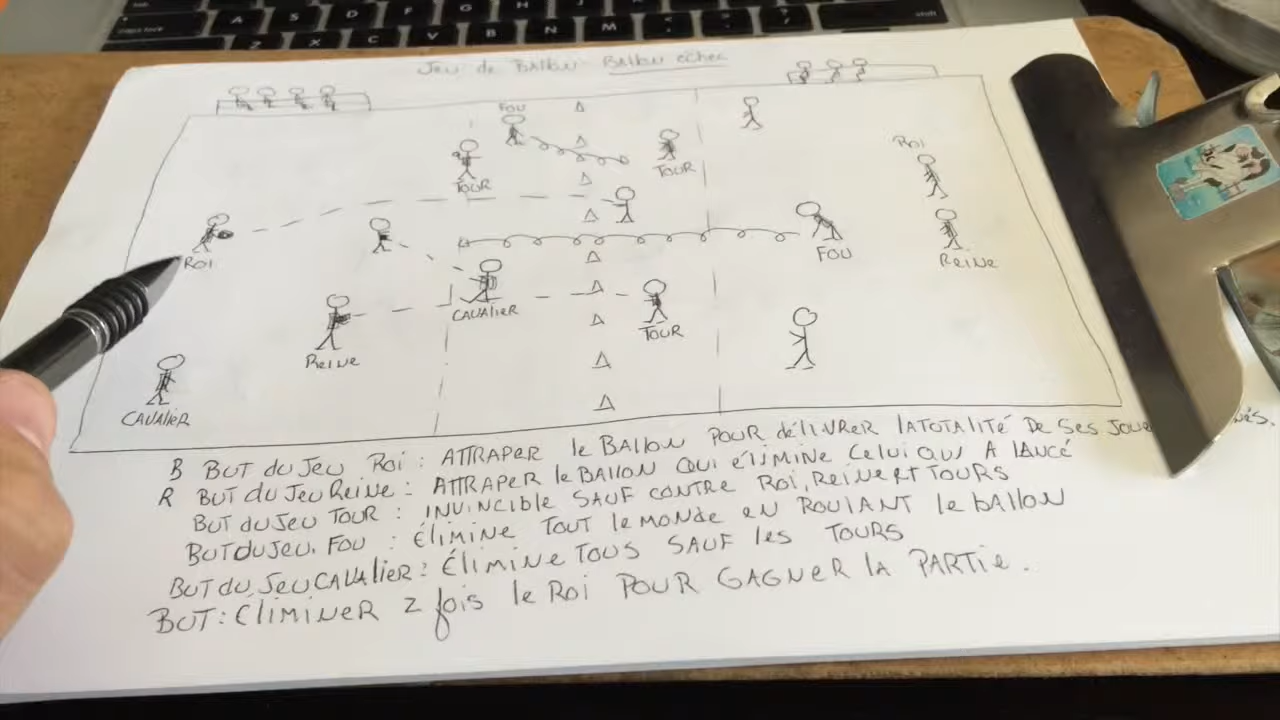 Jeu de BALLON BALLON échec
FOU
TOUR
TOUR
ROI
ROI
FOU
REINE
CAVALIER
TOUR
REINE
CAVALIER
B BUT DU JEU ROI : ATTRAPER le BALLON POUR déLIVRER LA TOTALITÉ DE SES JOUE
R BUT DU JEU REINE : ATTRAPER le BALLON QUI éLIMINE CELUI QUI A LANCÉ
BUT DU JEU TOUR : INVINCIBLE SAUF CONTRE ROI, REINE ET TOURS
BUT DU JEU. FOU : ÉLIMINE TOUT le MONDE EN ROULANT le BALLON
BUT DU JEU CAVALIER : ÉLIMINE TOUS SAUF les TOURS
BUT : ELIMINER 2 fois le ROI POUR GAGNER la PARTIE.
A S D F G H J K L
Z X C V B N M
shift